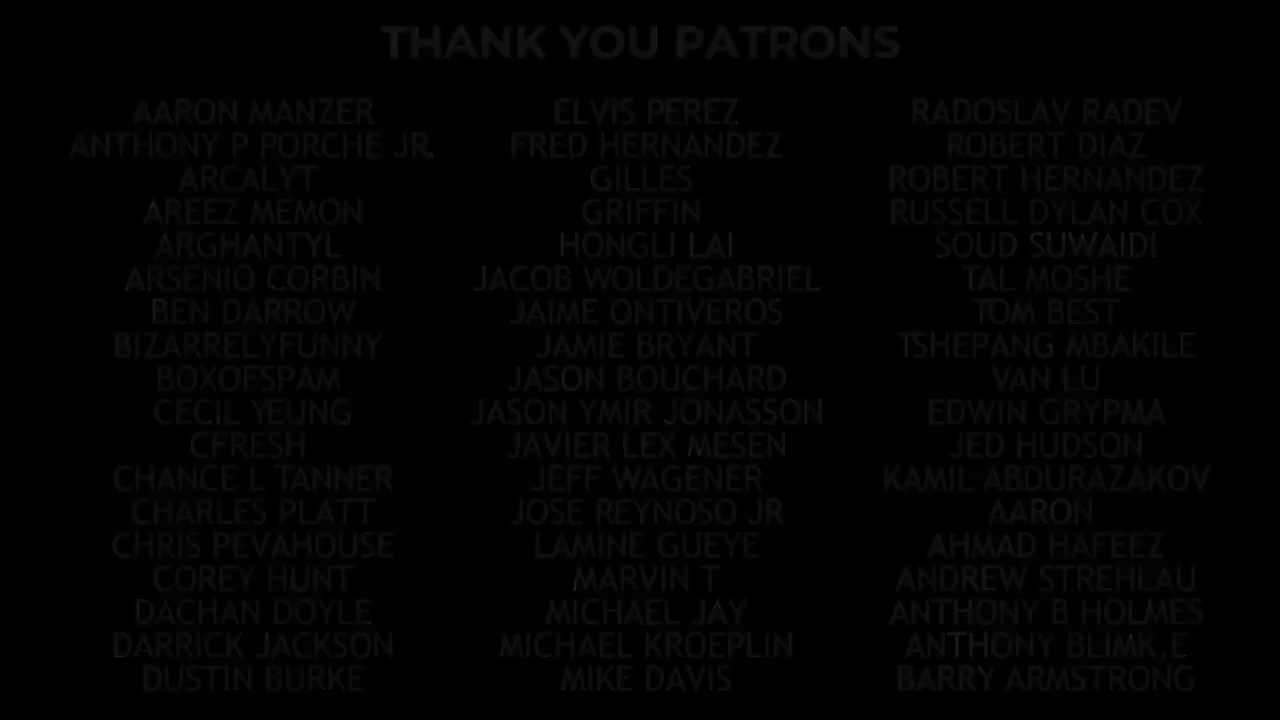 THANK YOU PATRONS
AARON MANZER
ANTHONY P PORCHE JR.
ARCALYT
AREEZ MEMON
ARGHANTYL
ARSENIO CORBIN
BEN DARROW
BIZARRELYFUNNY
BOXOFSPAM
CECIL YEUNG
CFRESH
CHANCE L TANNER
CHARLES PLATT
CHRIS PEVAHOUSE
COREY HUNT
DACHAN DOYLE
DARRICK JACKSON
DUSTIN BURKE
ELVIS PEREZ
FRED HERNANDEZ
GILLES
GRIFFIN
HONGLI LAI
JACOB WOLDEGABRIEL
JAIME ONTIVEROS
JAMIE BRYANT
JASON BOUCHARD
JASON YMIR JONASSON
JAVIER LEX MESEN
JEFF WAGENER
JOSE REYNOSO JR
LAMINE GUEYE
MARVIN T
MICHAEL JAY
MICHAEL KROEPLIN
MIKE DAVIS
RADOSLAV RADEV
ROBERT DIAZ
ROBERT HERNANDEZ
RUSSELL DYLAN COX
SOUD SUWAIDI
TAL MOSHE
TOM BEST
TSHEPANG MBAKILE
VAN LU
EDWIN GRYPMA
JED HUDSON
KAMIL ABDURAZAKOV
AARON
AHMAD HAFEEZ
ANDREW STREHLAU
ANTHONY B HOLMES
ANTHONY BLIMK,E
BARRY ARMSTRONG